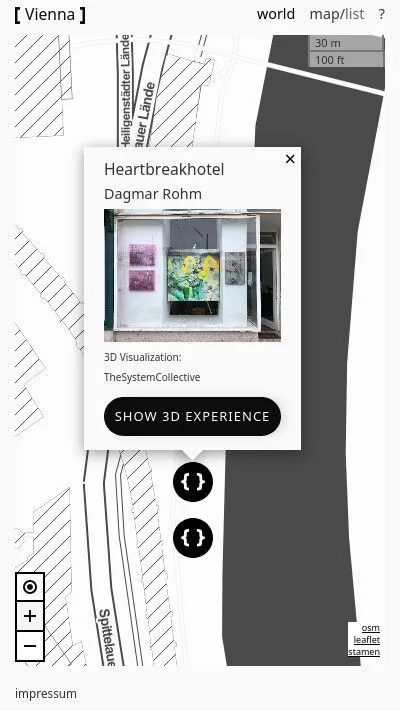 [ Vienna ]
world
map/list
?
30 m
100 ft
Heiligenstädter Lände
auer Lände
×
Heartbreakhotel
Dagmar Rohm
3D Visualization:
TheSystemCollective
SHOW 3D EXPERIENCE
{ }
{ }
Spittelaue
+
−
osm
leaflet
stamen
impressum